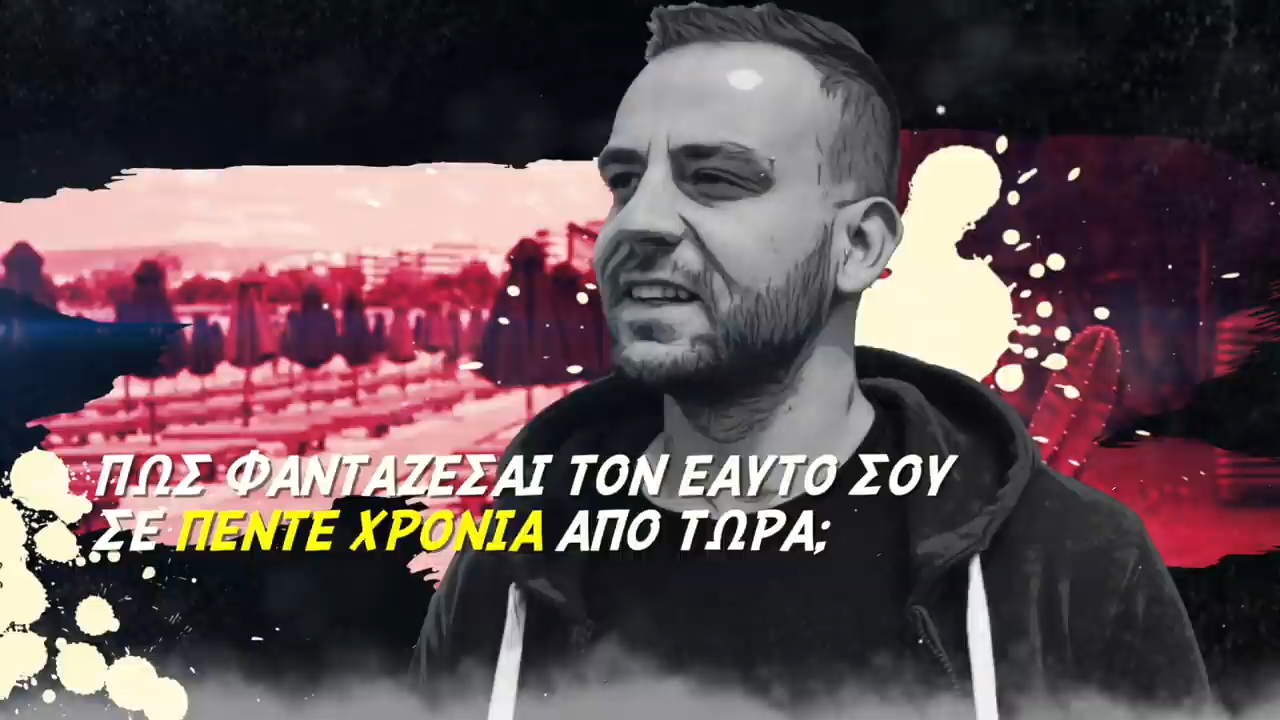 ΠΩΣ ΦΑΝΤΑΖΕΣΑΙ ΤΟΝ ΕΑΥΤΟ ΣΟΥ
ΣΕ ΠΕΝΤΕ ΧΡΟΝΙΑ ΑΠΟ ΤΩΡΑ;